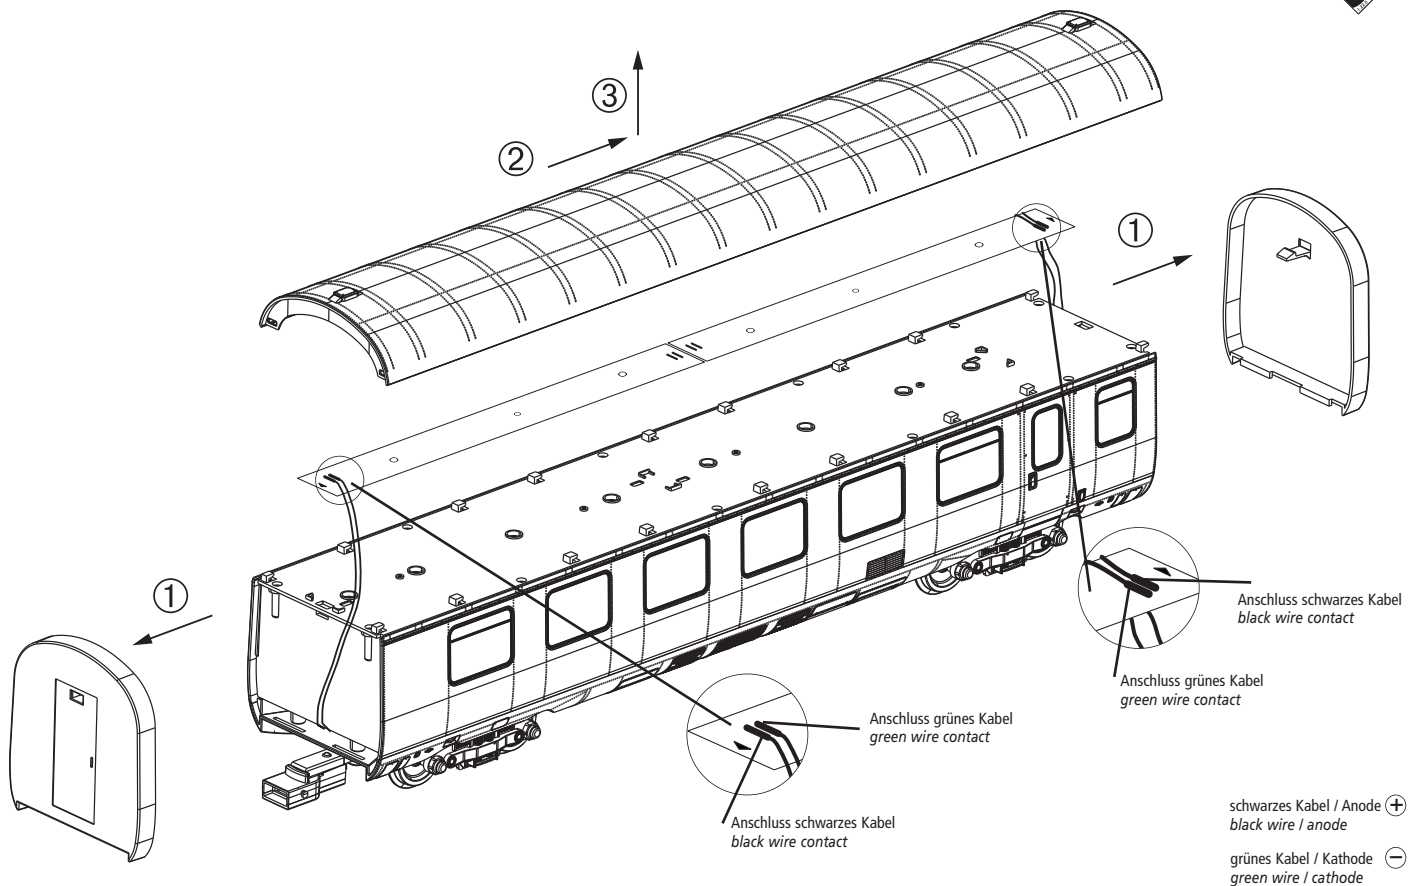 ③
②
①
①
Anschluss schwarzes Kabel
black wire contact
Anschluss grünes Kabel
green wire contact
Anschluss grünes Kabel
green wire contact
Anschluss schwarzes Kabel
black wire contact
schwarzes Kabel / Anode ⊕
black wire / anode
grünes Kabel / Kathode ⊖
green wire / cathode